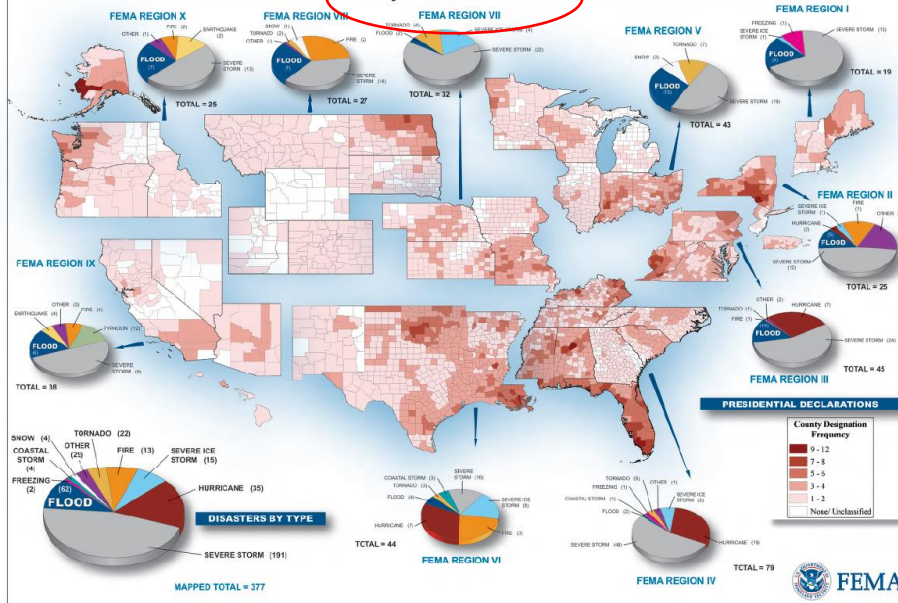 FEMA REGION X
FIRE (2)
EARTHQUAKE (2)
OTHER (1)
FLOOD
(7)
SEVERE STORM (13)
TOTAL = 25
FEMA REGION VIII
SNOW (1)
TORNADO (2)
OTHER
FIRE
FLOOD
SEVERE STORM (14)
TOTAL = 27
FEMA REGION VII
TORNADO (4)
FLOOD (2)
SEVERE ICE STORM (4)
SEVERE STORM (22)
TOTAL = 32
FEMA REGION V
SNOW (3)
TORNADO (7)
FLOOD
SEVERE STORM
TOTAL = 43
FEMA REGION I
FREEZING (1)
SEVERE ICE STORM (1)
SEVERE STORM (13)
FLOOD
(4)
TOTAL = 19
FEMA REGION II
SEVERE ICE STORM
FIRE (1)
OTHER
HURRICANE (2)
FLOOD
SEVERE STORM (12)
TOTAL = 25
FEMA REGION IX
OTHER (3)
FIRE (4)
EARTHQUAKE (4)
TYPHOON (12)
FLOOD
SEVERE STORM
TOTAL = 38
OTHER (2)
HURRICANE (7)
TORNADO (1)
FIRE (1)
FLOOD
(10)
SEVERE STORM (24)
FEMA REGION III
TOTAL = 45
PRESIDENTIAL DECLARATIONS
County Designation
Frequency
9 - 12
7 - 8
5 - 6
3 - 4
1 - 2
None/ Unclassified
SNOW (4)
TORNADO (22)
COASTAL STORM (4)
OTHER
FIRE (13)
SEVERE ICE STORM (15)
FREEZING (2)
(62)
FLOOD
HURRICANE (35)
DISASTERS BY TYPE
SEVERE STORM (191)
MAPPED TOTAL = 377
COASTAL STORM (3)
SEVERE STORM (16)
TORNADO
FLOOD (4)
SEVERE ICE STORM
HURRICANE (7)
FIRE
TOTAL = 44
FEMA REGION VI
TORNADO (5)
OTHER (1)
FREEZING (1)
SEVERE ICE STORM
COASTAL STORM (1)
FLOOD (2)
SEVERE STORM
HURRICANE
FEMA REGION IV
TOTAL = 79
FEMA